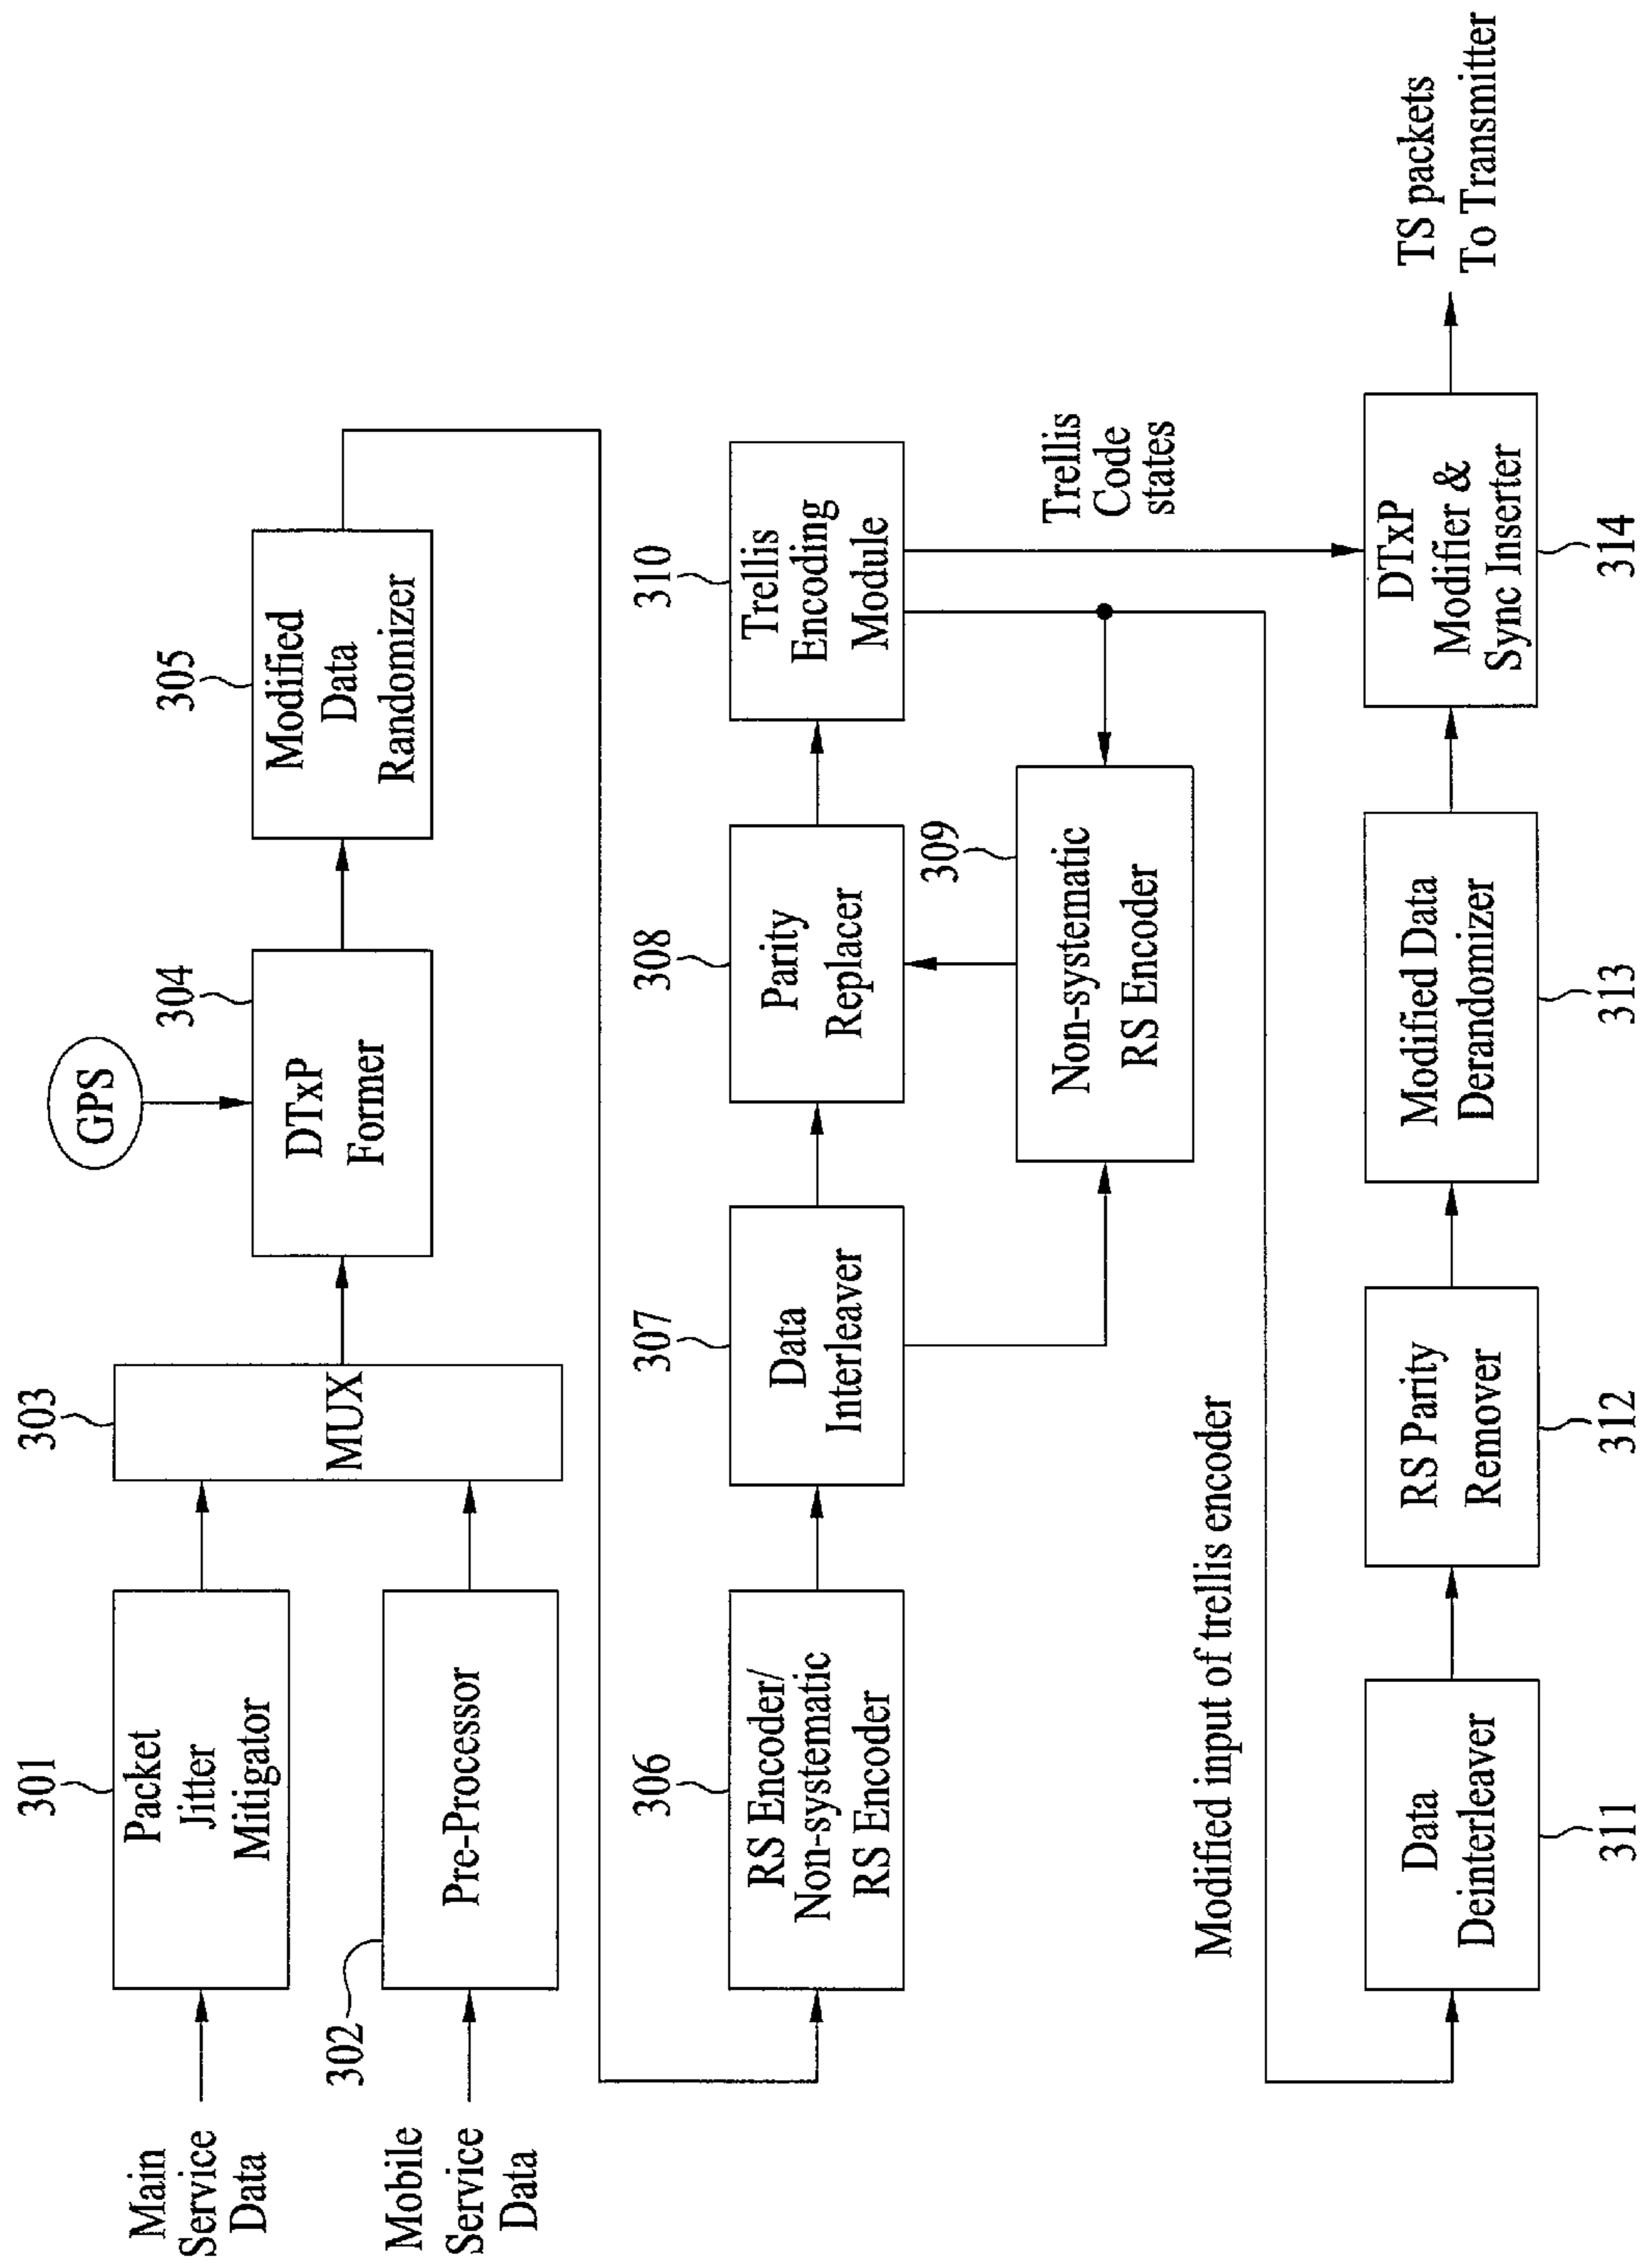 Main
Service
Data
301
Packet
Jitter
Mitigator
Mobile
Service
Data
302
Pre-Processor
303
MUX
GPS
304
DTxP
Former
305
Modified
Data
Randomizer
306
RS Encoder/
Non-systematic
RS Encoder
307
Data
Interleaver
308
Parity
Replacer
309
Non-systematic
RS Encoder
310
Trellis
Encoding
Module
Trellis
Code
states
Modified input of trellis encoder
Data
Deinterleaver
311
RS Parity
Remover
312
Modified Data
Derandomizer
313
DTxP
Modifier &
Sync Inserter
314
TS packets
To Transmitter